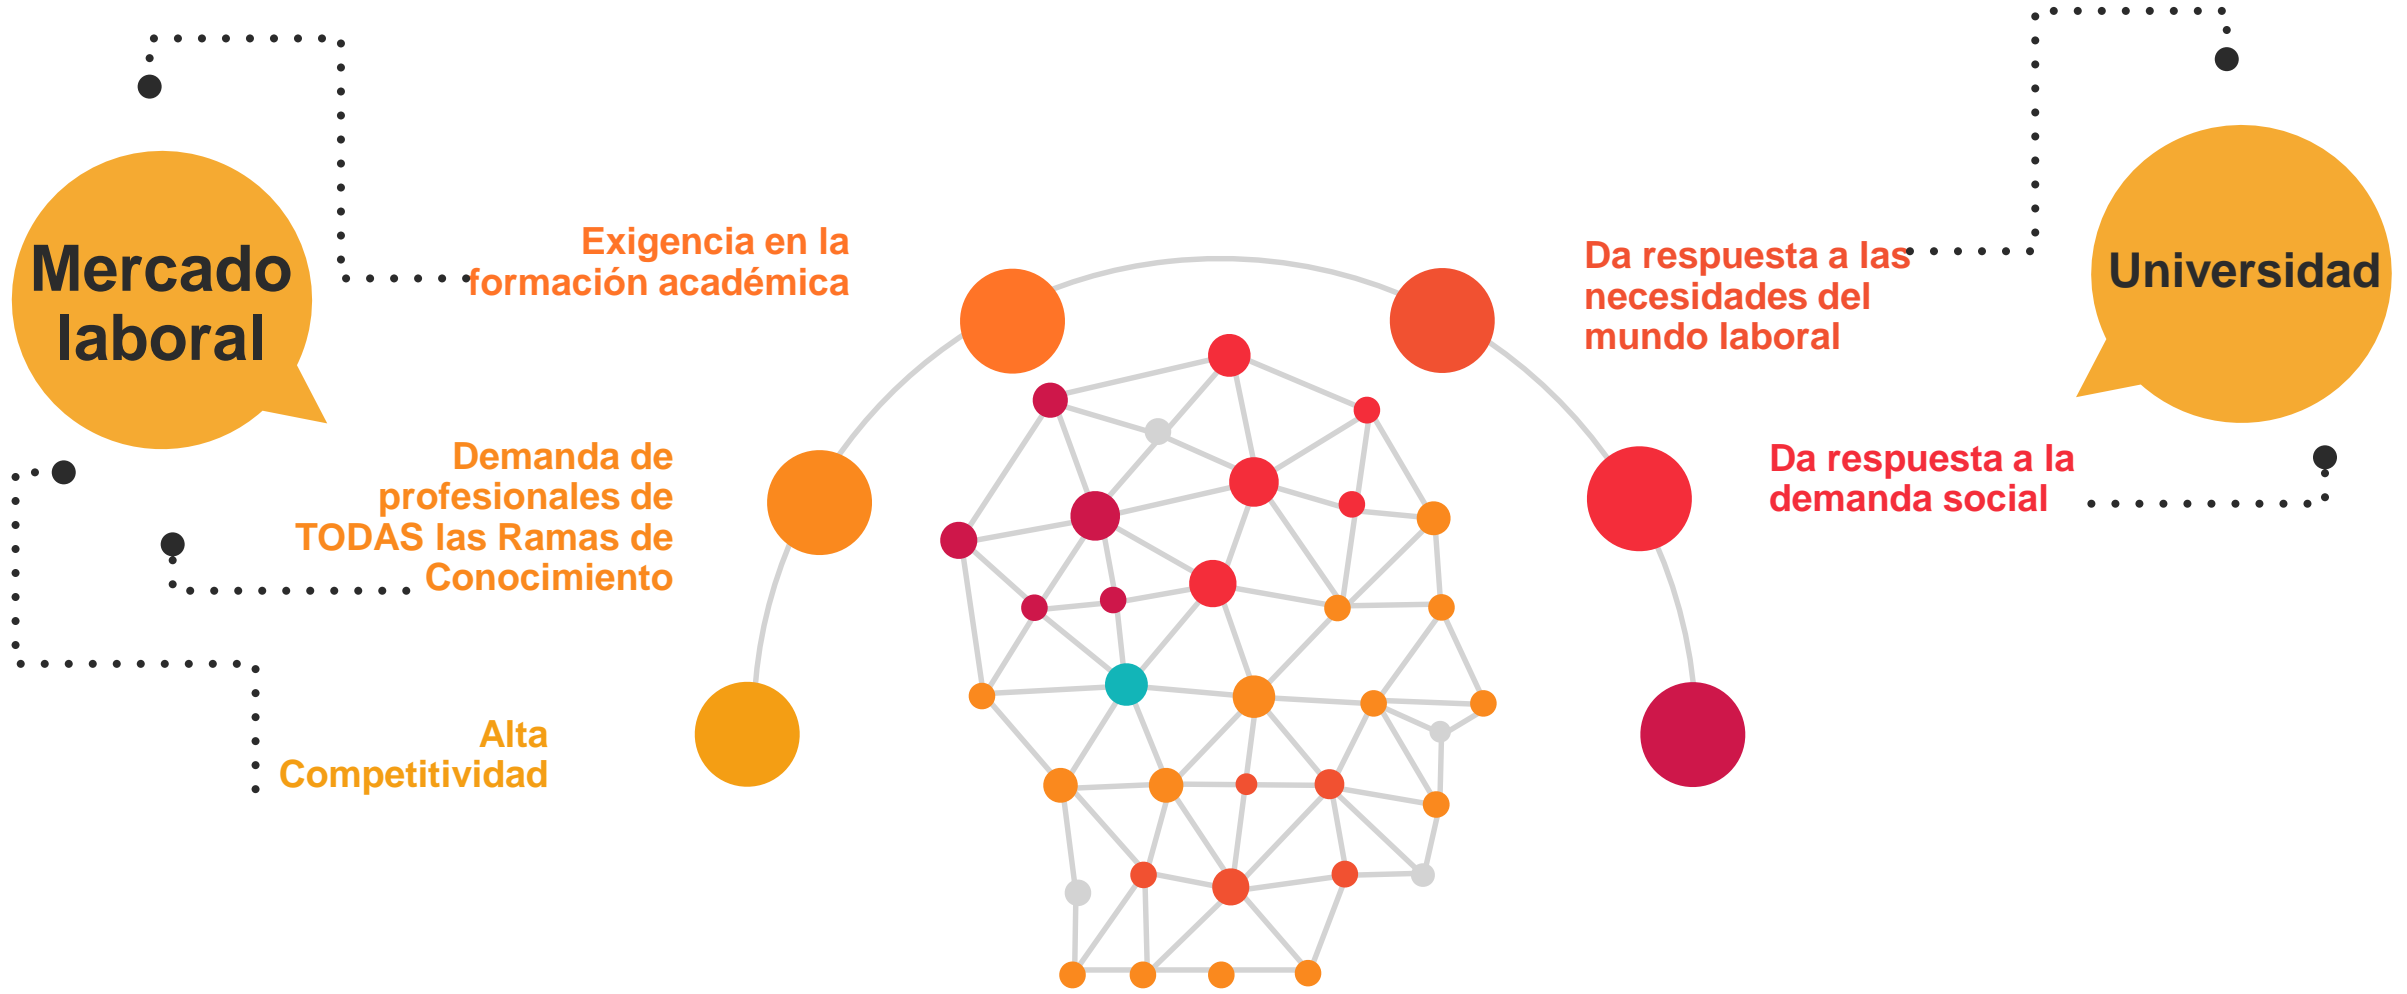 Mercado
laboral
Exigencia en la
formación académica
Demanda de
profesionales de
TODAS las Ramas de
Conocimiento
Alta
Competitividad
Universidad
Da respuesta a las
necesidades del
mundo laboral
Da respuesta a la
demanda social